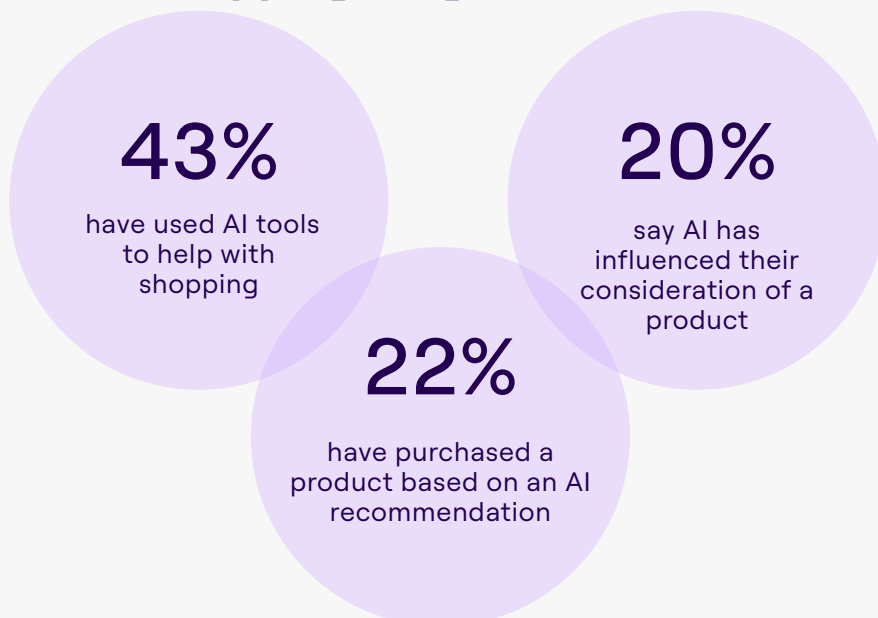 43%
have used AI tools
to help with
shopping
20%
say AI has
influenced their
consideration of a
product
22%
have purchased a
product based on an AI
recommendation